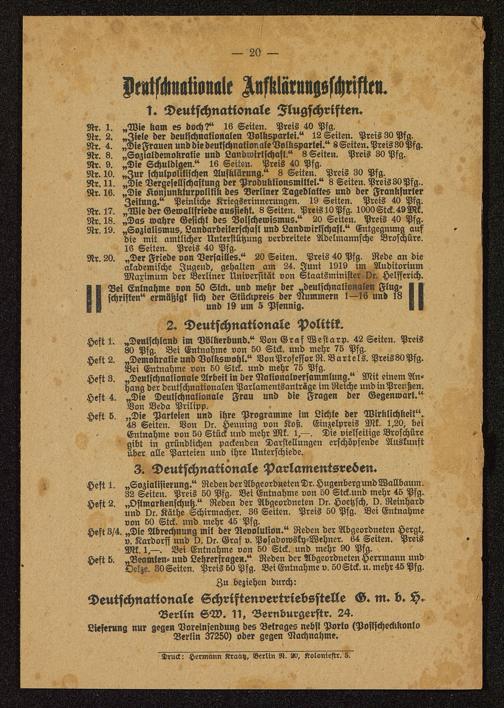 — 20 —
Deutschnationale Aufklärungsschriften.
1. Deutschnationale Flugschriften.
Nr. 1. „Wie kam es doch?“ 16 Seiten. Preis 40 Pfg.
Nr. 2. „Ziele der deutschnationalen Volkspartei.“ 12 Seiten. Preis 30 Pfg.
Nr. 4. „Die Frauen und die deutschnationale Volkspartei.“ 8 Seiten. Preis 30 Pfg.
Nr. 8. „Sozialdemokratie und Landwirtschaft.“ 8 Seiten. Preis 30 Pfg.
Nr. 9. „Die Schuldigen.“ 16 Seiten. Preis 40 Pfg.
Nr. 10. „Zur schulpolitischen Aufklärung.“ 8 Seiten. Preis 30 Pfg.
Nr. 11. „Die Vergesellschaftung der Produktionsmittel.“ 8 Seiten. Preis 30 Pfg.
Nr. 16. „Die Konjunkturpolitik des Berliner Tageblattes und der Frankfurter
Zeitung.“ Peinliche Kriegserinnerungen. 19 Seiten. Preis 40 Pfg.
Nr. 17. „Wie der Gewaltfriede aussieht. 8 Seiten. Preis 10 Pfg. 1000 Stck. 49 Mk.
Nr. 18. „Das wahre Gesicht des Bolschewismus.“ 20 Seiten. Preis 40 Pfg.
Nr. 19. „Sozialismus, Landarbeiterschaft und Landwirtschaft.“ Entgegnung auf
die mit amtlicher Unterstützung verbreitete Adelmannsche Broschüre.
16 Seiten. Preis 40 Pfg.
Nr. 20. „Der Friede von Versailles.“ 20 Seiten. Preis 40 Pfg. Rede an die
akademische Jugend, gehalten am 24. Juni 1919 im Auditorium
Maximum der Berliner Universität von Staatsminister Dr. Helfferich.
Bei Entnahme von 50 Stck. und mehr der „deutschnationalen Flug-
schriften“ ermäßigt sich der Stückpreis der Nummern 1—16 und 18
und 19 um 5 Pfennig.
2. Deutschnationale Politik.
Heft 1. „Deutschland im Völkerbund.“ Von Graf Westarp. 42 Seiten. Preis
80 Pfg. Bei Entnahme von 50 Stck. und mehr 75 Pfg.
Heft 2. „Demokratie und Volkswohl.“ Von Professor R. Bartels. Preis 80 Pfg.
Bei Entnahme von 50 Stck. und mehr 75 Pfg.
Heft 3. „Deutschnationale Arbeit in der Nationalversammlung.“ Mit einem An-
hang der deutschnationalen Parlamentsanträge im Reiche und in Preußen.
Heft 4. „Die Deutschnationale Frau und die Fragen der Gegenwart.“
Von Beda Philipp.
Heft 5. „Die Parteien und ihre Programme im Lichte der Wirklichkeit“.
48 Seiten. Von Dr. Henning von Koß. Einzelpreis Mk. 1,20, bei
Entnahme von 50 Stück und mehr Mk. 1,—. Die vielseitige Broschüre
gibt in gründlichen packenden Darstellungen erschöpfende Auskunft
über alle Parteien und ihre Unterschiede.
3. Deutschnationale Parlamentsreden.
Heft 1. „Sozialisierung.“ Reden der Abgeordneten Dr. Hugenberg und Wallbaum.
32 Seiten. Preis 50 Pfg. Bei Entnahme von 50 Stck. und mehr 45 Pfg.
Heft 2. „Ostmarkenschutz.“ Reden der Abgeordneten Dr. Hoetzsch, D. Reinhard
und Dr. Käthe Schirmacher. 36 Seiten. Preis 50 Pfg. Bei Entnahme
von 50 Stck. und mehr 45 Pfg.
Heft 3/4. „Die Abrechnung mit der Revolution.“ Reden der Abgeordneten Hergt,
v. Kardorff und D. Dr. Graf v. Posadowsky-Wehner. 64 Seiten. Preis
Mk. 1,—. Bei Entnahme von 50 Stck. und mehr 90 Pfg.
Heft 5. „Beamten- und Lehrerfragen.“ Reden der Abgeordneten Herrmann und
Oelze. 30 Seiten. Preis 50 Pfg. Bei Entnahme v. 50 Stck. u. mehr 45 Pfg.
Zu beziehen durch:
Deutschnationale Schriftenvertriebsstelle G. m. b. H.
Berlin SW. 11, Bernburgerstr. 24.
Lieferung nur gegen Voreinsendung des Betrages nebst Porto (Postscheckkonto
Berlin 37250) oder gegen Nachnahme.
Druck: Hermann Kraatz, Berlin N. 20, Koloniestr. 5.